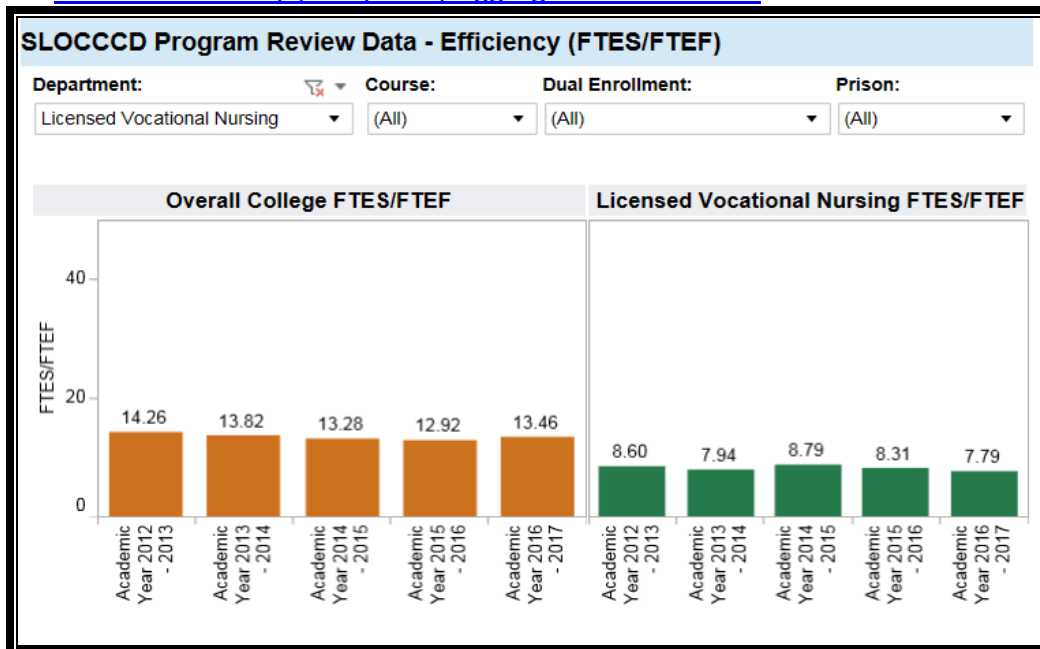 SLOCCCD Program Review Data - Efficiency (FTES/FTEF)
Department:
Course:
Dual Enrollment:
Prison:
Licensed Vocational Nursing
(All)
(All)
(All)
Overall College FTES/FTEF
Licensed Vocational Nursing FTES/FTEF
FTES/FTEF
40
20
0
14.26
13.82
13.28
12.92
13.46
8.60
7.94
8.79
8.31
7.79
Academic
Year 2012
- 2013
Academic
Year 2013
- 2014
Academic
Year 2014
- 2015
Academic
Year 2015
- 2016
Academic
Year 2016
- 2017
Academic
Year 2012
- 2013
Academic
Year 2013
- 2014
Academic
Year 2014
- 2015
Academic
Year 2015
- 2016
Academic
Year 2016
- 2017